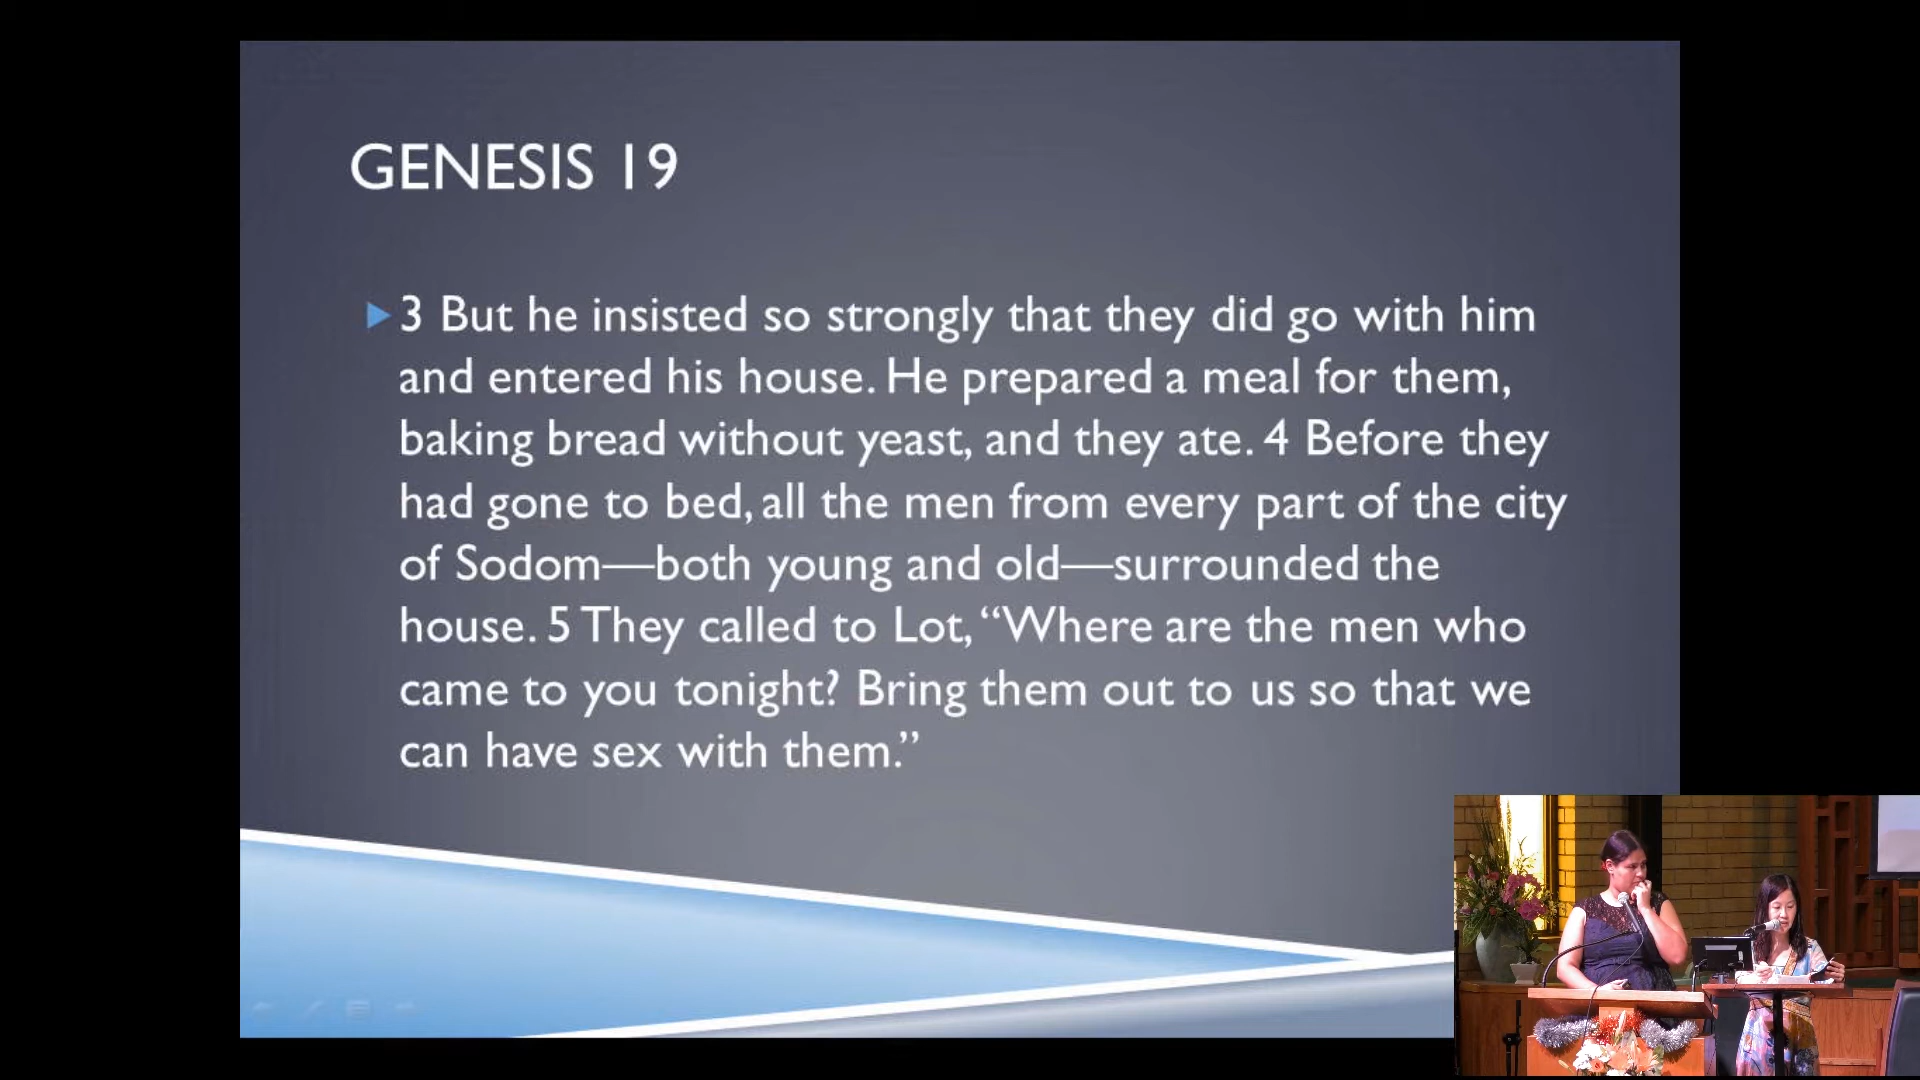 GENESIS 19
3 But he insisted so strongly that they did go with him
and entered his house. He prepared a meal for them,
baking bread without yeast, and they ate. 4 Before they
had gone to bed, all the men from every part of the city
of Sodom—both young and old—surrounded the
house. 5 They called to Lot, “Where are the men who
came to you tonight? Bring them out to us so that we
can have sex with them.”